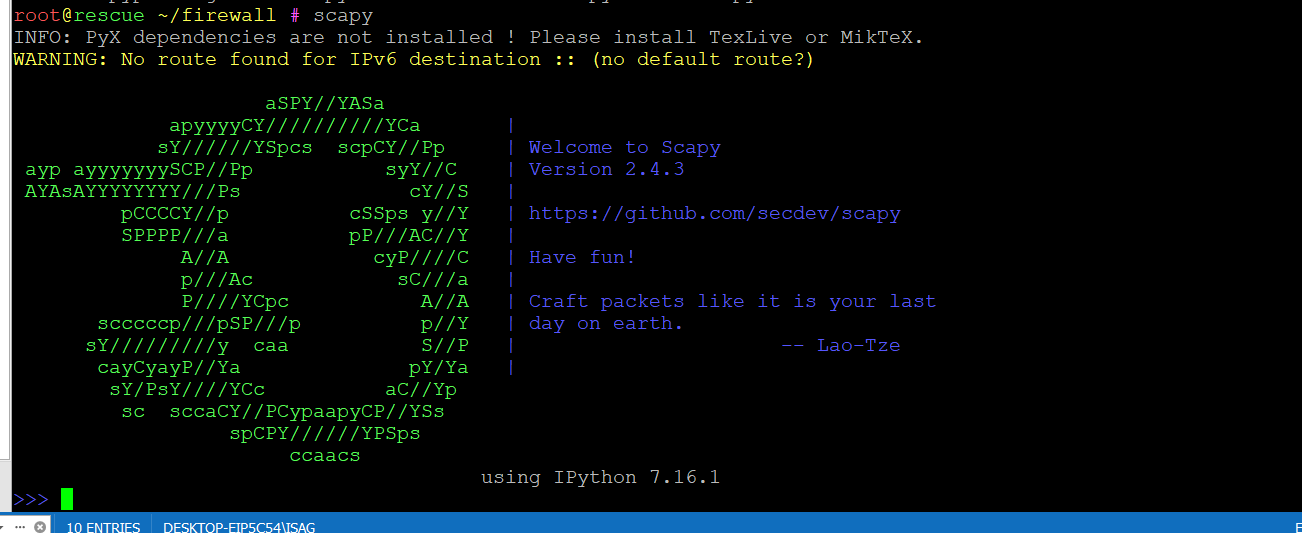 root@rescue ~/firewall # scapy
INFO: PyX dependencies are not installed ! Please install TexLive or MikTeX.
WARNING: No route found for IPv6 destination :: (no default route?)

                     aSPY//YASa
             apyyyyCY//////////YCa       |
            sY//////YSpcs  scpCY//Pp     | Welcome to Scapy
 ayp ayyyyyyySCP//Pp           syY//C    | Version 2.4.3
 AYAsAYYYYYYYY///Ps              cY//S   |
         pCCCCY//p          cSSps y//Y   | https://github.com/secdev/scapy
         SPPPP///a          pP///AC//Y   |
              A//A            cyP////C   | Have fun!
              p///Ac            sC///a   |
              P////YCpc           A//A   | Craft packets like it is your last
       scccccp///pSP///p          p//Y   | day on earth.
      sY/////////y  caa           S//P   |                      -- Lao-Tze
       cayCyayP//Ya              pY/Ya   |
        sY/PsY////YCc          aC//Yp
         sc  sccaCY//PCypaapyCP//YSs
                  spCPY//////YPSps
                       ccaacs
                                       using IPython 7.16.1
>>>
10 ENTRIES DESKTOP-EIP5C54\ISAG